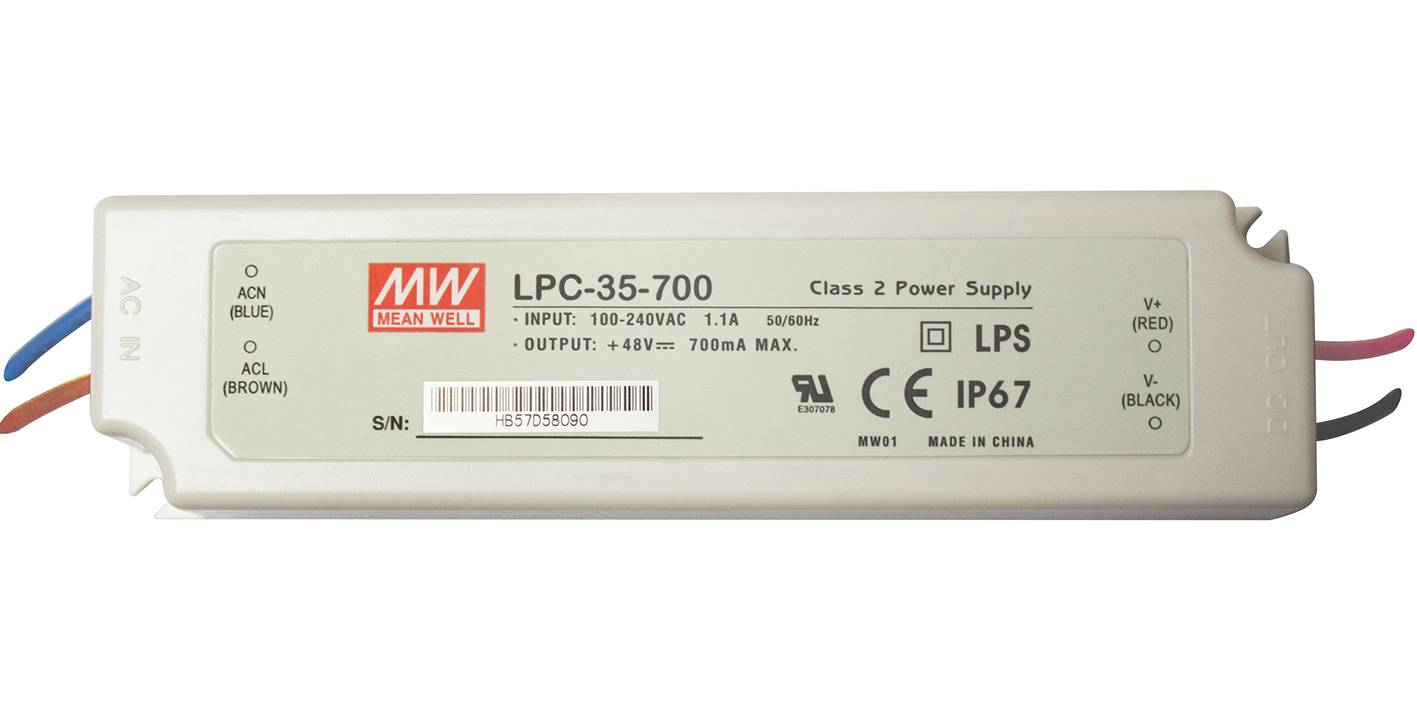 AC IN
ACN
(BLUE)
ACL
(BROWN)
MW
MEAN WELL
LPC-35-700
Class 2 Power Supply
· INPUT: 100-240VAC 1.1A 50/60Hz
· OUTPUT: +48V⎓ 700mA MAX.
LPS
S/N:
HB57D58090
E307078
CE IP67
MW01 MADE IN CHINA
V+
(RED)
V-
(BLACK)